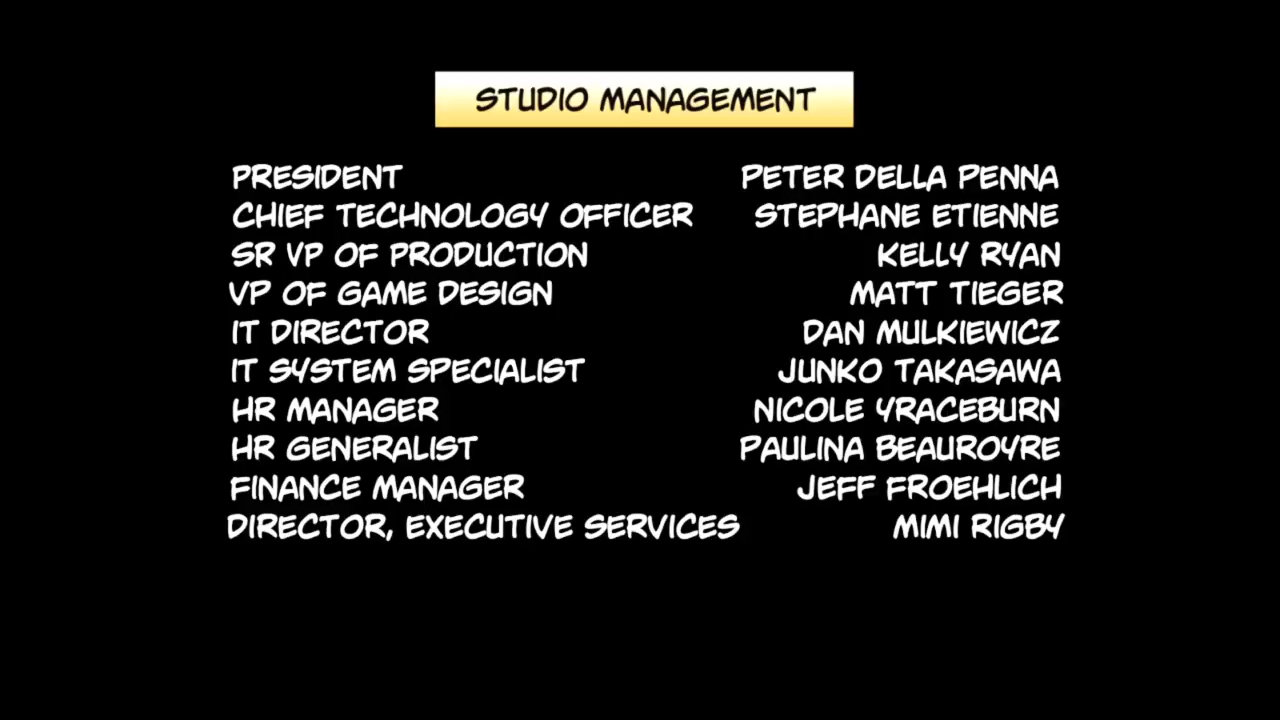 STUDIO MANAGEMENT
PRESIDENT PETER DELLA PENNA
CHIEF TECHNOLOGY OFFICER STEPHANE ETIENNE
SR VP OF PRODUCTION KELLY RYAN
VP OF GAME DESIGN MATT TIEGER
IT DIRECTOR DAN MULKIEWICZ
IT SYSTEM SPECIALIST JUNKO TAKASAWA
HR MANAGER NICOLE YRACEBURN
HR GENERALIST PAULINA BEAUROYRE
FINANCE MANAGER JEFF FROEHLICH
DIRECTOR, EXECUTIVE SERVICES MIMI RIGBY